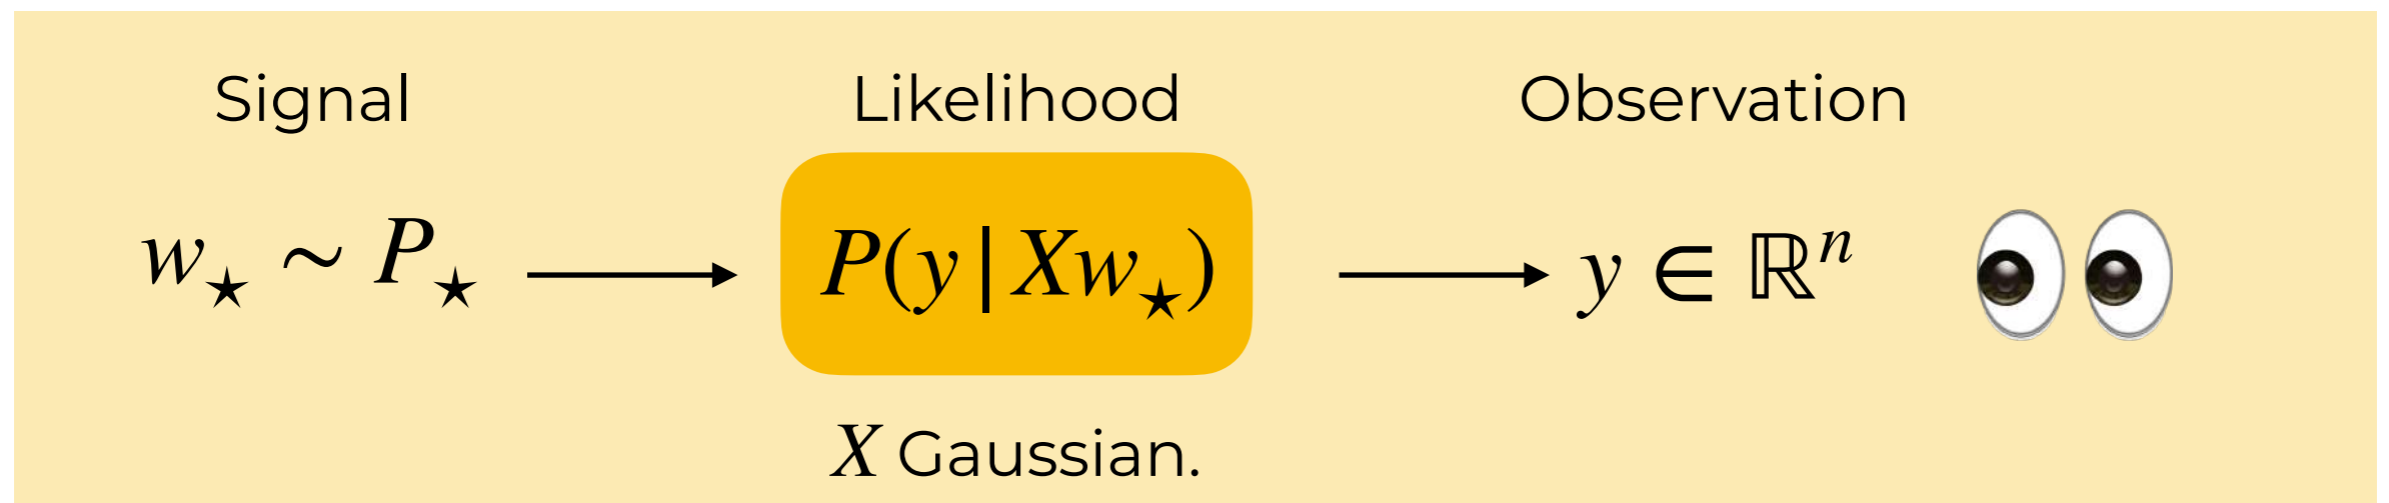 Signal Likelihood Observation
w⋆ ∼ P⋆ P(y | Xw⋆) y ∈ ℝⁿ
X Gaussian.